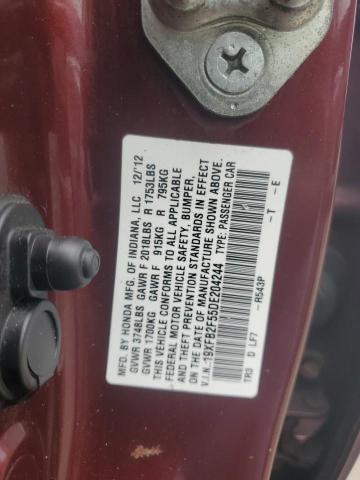 MFD. BY HONDA MFG. OF INDIANA, LLC 12/'12
GVWR 3748LBS GAWR F 2018LBS R 1753LBS
GVWR 1700KG GAWR F 915KG R 795KG
THIS VEHICLE CONFORMS TO ALL APPLICABLE
FEDERAL MOTOR VEHICLE SAFETY, BUMPER,
AND THEFT PREVENTION STANDARDS IN EFFECT
ON THE DATE OF MANUFACTURE SHOWN ABOVE.
V.I.N. 19XFB2F55DE204244 TYPE: PASSENGER CAR
TR3 D LF7 -R543P -T -E